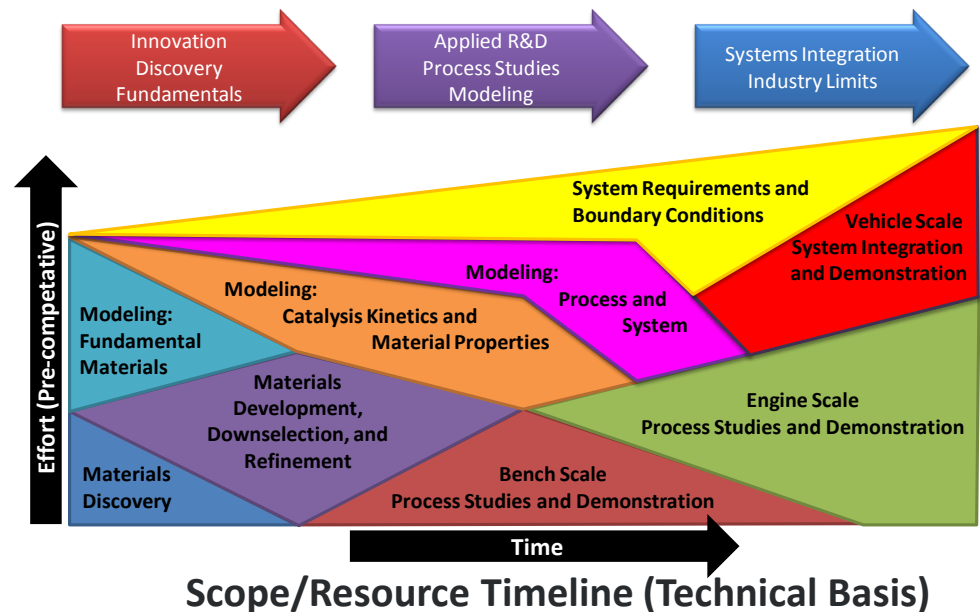 Innovation
Discovery
Fundamentals
Applied R&D
Process Studies
Modeling
Systems Integration
Industry Limits
Effort (Pre-competative)
System Requirements and
Boundary Conditions
Vehicle Scale
System Integration
and Demonstration
Modeling:
Process and
System
Modeling:
Catalysis Kinetics and
Material Properties
Modeling:
Fundamental
Materials
Materials
Development,
Downselection, and
Refinement
Engine Scale
Process Studies and Demonstration
Materials
Discovery
Bench Scale
Process Studies and Demonstration
Time
Scope/Resource Timeline (Technical Basis)